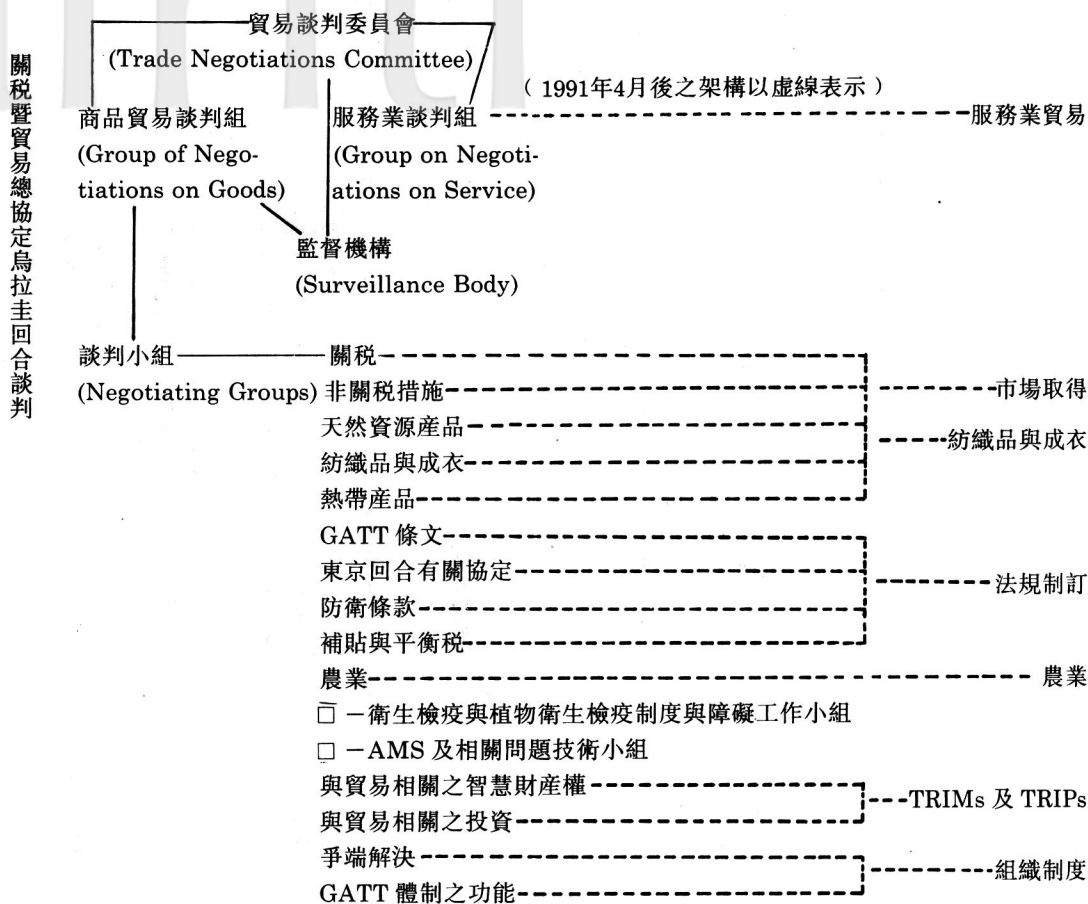 關稅暨貿易總協定烏拉圭回合談判
貿易談判委員會
(Trade Negotiations Committee)
(1991年4月後之架構以虛線表示)
商品貿易談判組
(Group of Nego-
tiations on Goods)
服務業談判組
(Group on Negoti-
ations on Service)
服務業貿易
監督機構
(Surveillance Body)
談判小組
(Negotiating Groups)
關稅
非關稅措施
天然資源產品
紡織品與成衣
熱帶產品
市場取得
紡織品與成衣
GATT 條文
東京回合有關協定
防衛條款
補貼與平衡稅
法規制訂
農業
農業
□ -衛生檢疫與植物衛生檢疫制度與障礙工作小組
□ -AMS 及相關問題技術小組
與貿易相關之智慧財產權
與貿易相關之投資
TRIMs 及 TRIPs
爭端解決
GATT 體制之功能
組織制度